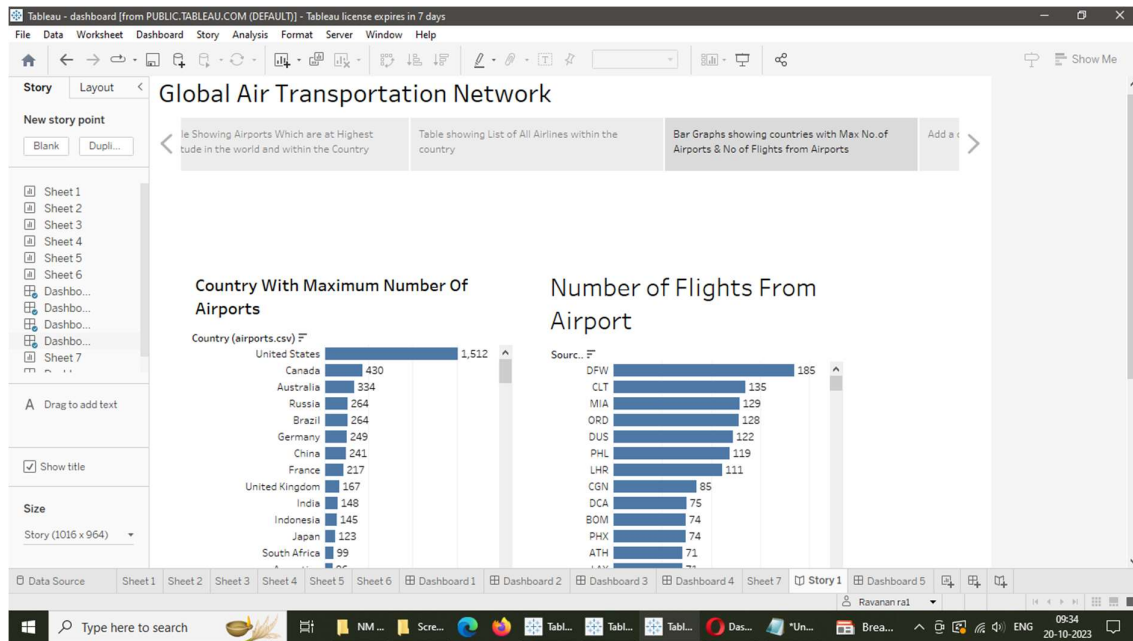 Tableau - dashboard [from PUBLIC.TABLEAU.COM (DEFAULT)] - Tableau license expires in 7 days
File Data Worksheet Dashboard Story Analysis Format Server Window Help
Show Me
Story Layout
New story point
Blank Dupli...
Sheet 1
Sheet 2
Sheet 3
Sheet 4
Sheet 5
Sheet 6
Dashbo...
Dashbo...
Dashbo...
Dashbo...
Sheet 7
A Drag to add text
Show title
Size
Story (1016 x 964)
Global Air Transportation Network
le Showing Airports Which are at Highest
tude in the world and within the Country
Table showing List of All Airlines within the
country
Bar Graphs showing countries with Max No.of
Airports & No of Flights from Airports
Add a
Country With Maximum Number Of
Airports
Country (airports.csv)
United States 1,512
Canada 430
Australia 334
Russia 264
Brazil 264
Germany 249
China 241
France 217
United Kingdom 167
India 148
Indonesia 145
Japan 123
South Africa 99
Number of Flights From
Airport
Sourc..
DFW 185
CLT 135
MIA 129
ORD 128
DUS 122
PHL 119
LHR 111
CGN 85
DCA 75
BOM 74
PHX 74
ATH 71
Data Source Sheet 1 Sheet 2 Sheet 3 Sheet 4 Sheet 5 Sheet 6 Dashboard 1 Dashboard 2 Dashboard 3 Dashboard 4 Sheet 7 Story 1 Dashboard 5
Ravanan ra1
Type here to search
NM ... Scre... Tabl... Tabl... Tabl... Das... *Un... Brea... ENG
09:34
20-10-2023